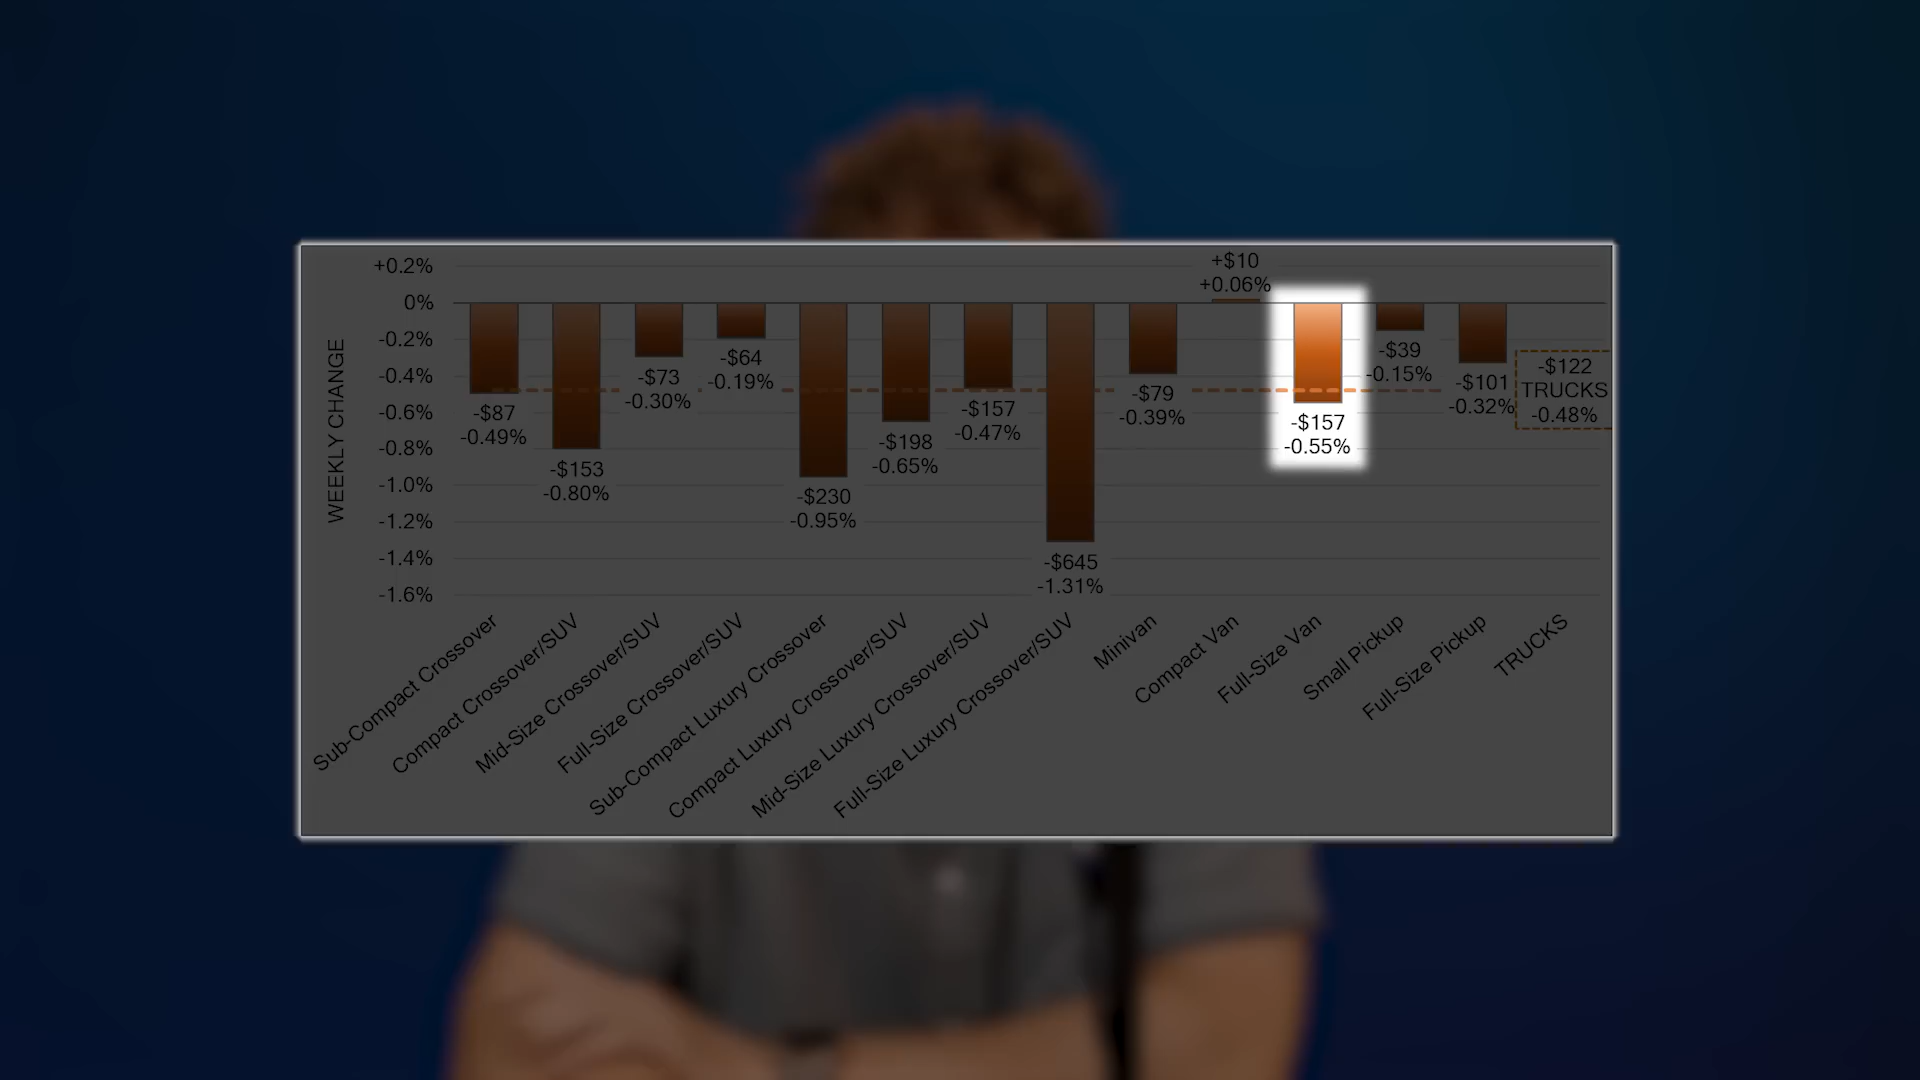 +0.2%
0%
-0.2%
-0.4%
-0.6%
-0.8%
-1.0%
-1.2%
-1.4%
-1.6%
WEEKLY CHANGE
-$87
-0.49%
-$153
-0.80%
-$73
-0.30%
-$64
-0.19%
-$230
-0.95%
-$198
-0.65%
-$157
-0.47%
-$645
-1.31%
-$79
-0.39%
+$10
+0.06%
-$157
-0.55%
-$39
-0.15%
-$101
-0.32%
-$122
TRUCKS
-0.48%
Sub-Compact Crossover
Compact Crossover/SUV
Mid-Size Crossover/SUV
Full-Size Crossover/SUV
Sub-Compact Luxury Crossover
Compact Luxury Crossover/SUV
Mid-Size Luxury Crossover/SUV
Full-Size Luxury Crossover/SUV
Minivan
Compact Van
Full-Size Van
Small Pickup
Full-Size Pickup
TRUCKS